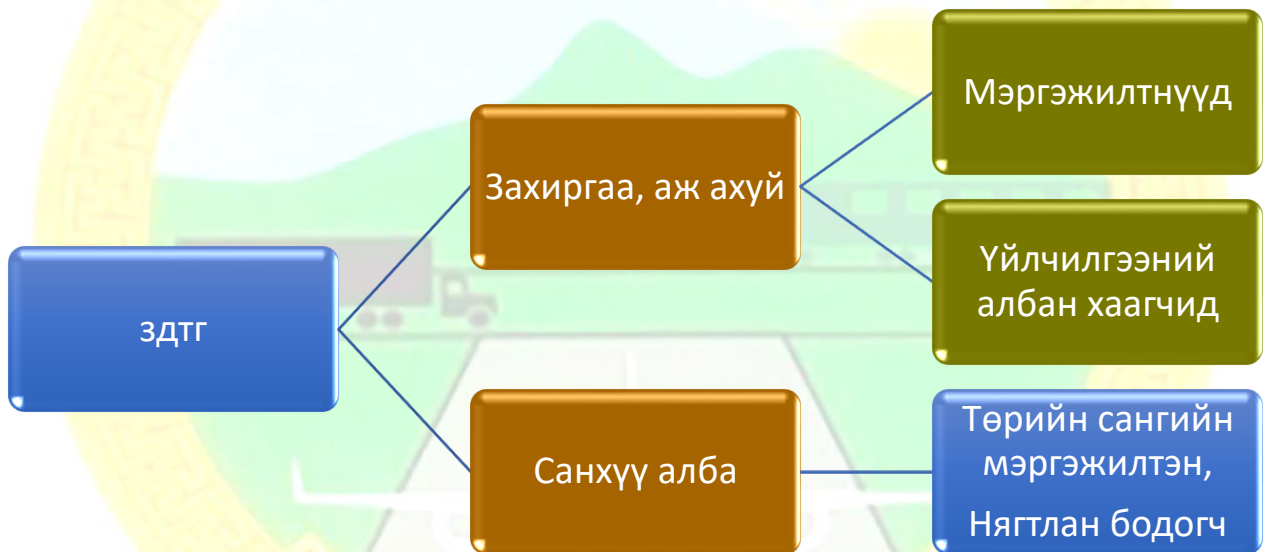 здтг
Захиргаа, аж ахуй
Мэргэжилтнүүд
Үйлчилгээний
албан хаагчид
Санхүү алба
Төрийн сангийн
мэргэжилтэн,
Нягтлан бодогч